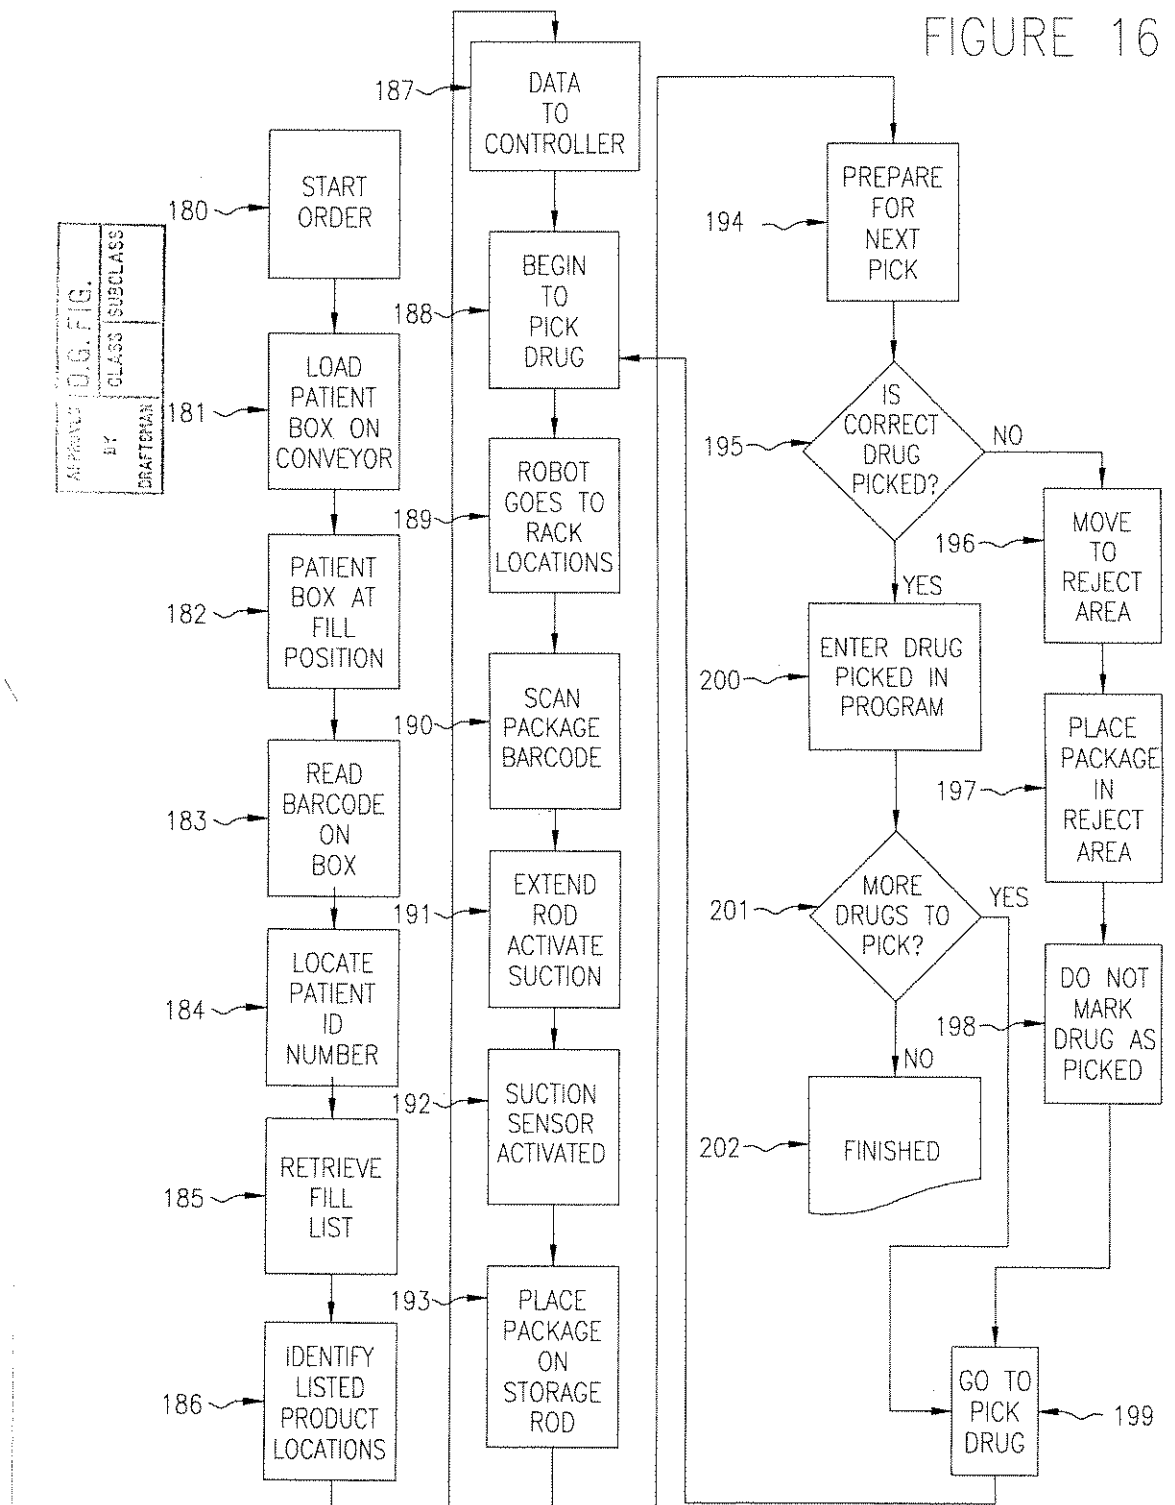 FIGURE 16
APPROVED
BY
DRAFTSMAN
O.G. FIG.
CLASS
SUBCLASS
180
START
ORDER
181
LOAD
PATIENT
BOX ON
CONVEYOR
182
PATIENT
BOX AT
FILL
POSITION
183
READ
BARCODE
ON
BOX
184
LOCATE
PATIENT
ID
NUMBER
185
RETRIEVE
FILL
LIST
186
IDENTIFY
LISTED
PRODUCT
LOCATIONS
187
DATA
TO
CONTROLLER
188
BEGIN
TO
PICK
DRUG
189
ROBOT
GOES TO
RACK
LOCATIONS
190
SCAN
PACKAGE
BARCODE
191
EXTEND
ROD
ACTIVATE
SUCTION
192
SUCTION
SENSOR
ACTIVATED
193
PLACE
PACKAGE
ON
STORAGE
ROD
194
PREPARE
FOR
NEXT
PICK
195
IS
CORRECT
DRUG
PICKED?
NO
YES
196
MOVE
TO
REJECT
AREA
197
PLACE
PACKAGE
IN
REJECT
AREA
198
DO NOT
MARK
DRUG AS
PICKED
199
GO TO
PICK
DRUG
200
ENTER DRUG
PICKED IN
PROGRAM
201
MORE
DRUGS TO
PICK?
YES
NO
202
FINISHED